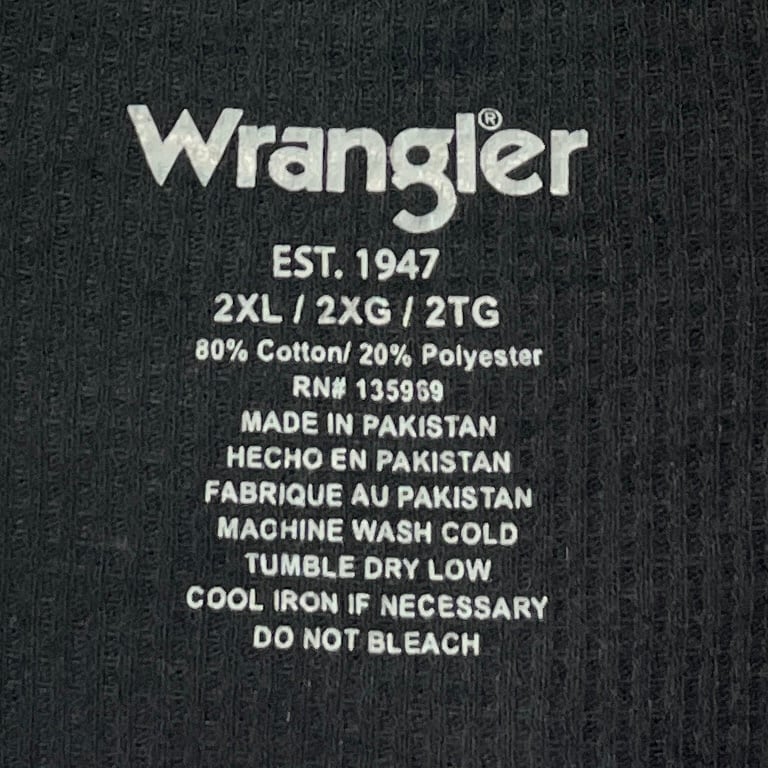 Wrangler®
EST. 1947
2XL / 2XG / 2TG
80% Cotton/ 20% Polyester
RN# 135969
MADE IN PAKISTAN
HECHO EN PAKISTAN
FABRIQUE AU PAKISTAN
MACHINE WASH COLD
TUMBLE DRY LOW
COOL IRON IF NECESSARY
DO NOT BLEACH